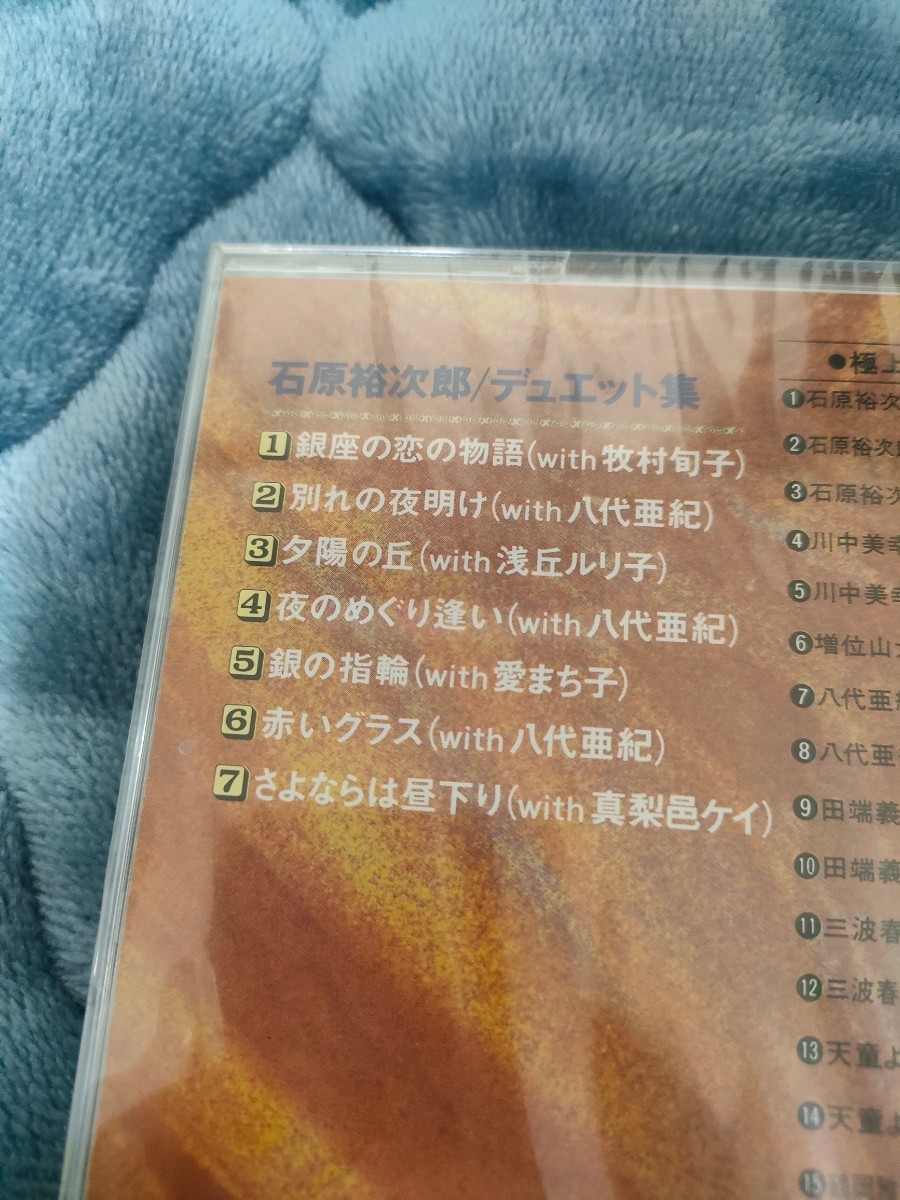 石原裕次郎/デュエット集
1 銀座の恋の物語(with 牧村旬子)
2 別れの夜明け(with 八代亜紀)
3 夕陽の丘(with 浅丘ルリ子)
4 夜のめぐり逢い(with 八代亜紀)
5 銀の指輪(with 愛まち子)
6 赤いグラス(with 八代亜紀)
7 さよならは昼下り(with 真梨邑ケイ)
●極上
1 石原裕次
2 石原裕次郎
3 石原裕次
4 川中美幸
5 川中美幸
6 増位山
7 八代亜紀
8 八代亜
9 田端義
10 田端義
11 三波春
12 三波春
13 天童よ
14 天童よ
15